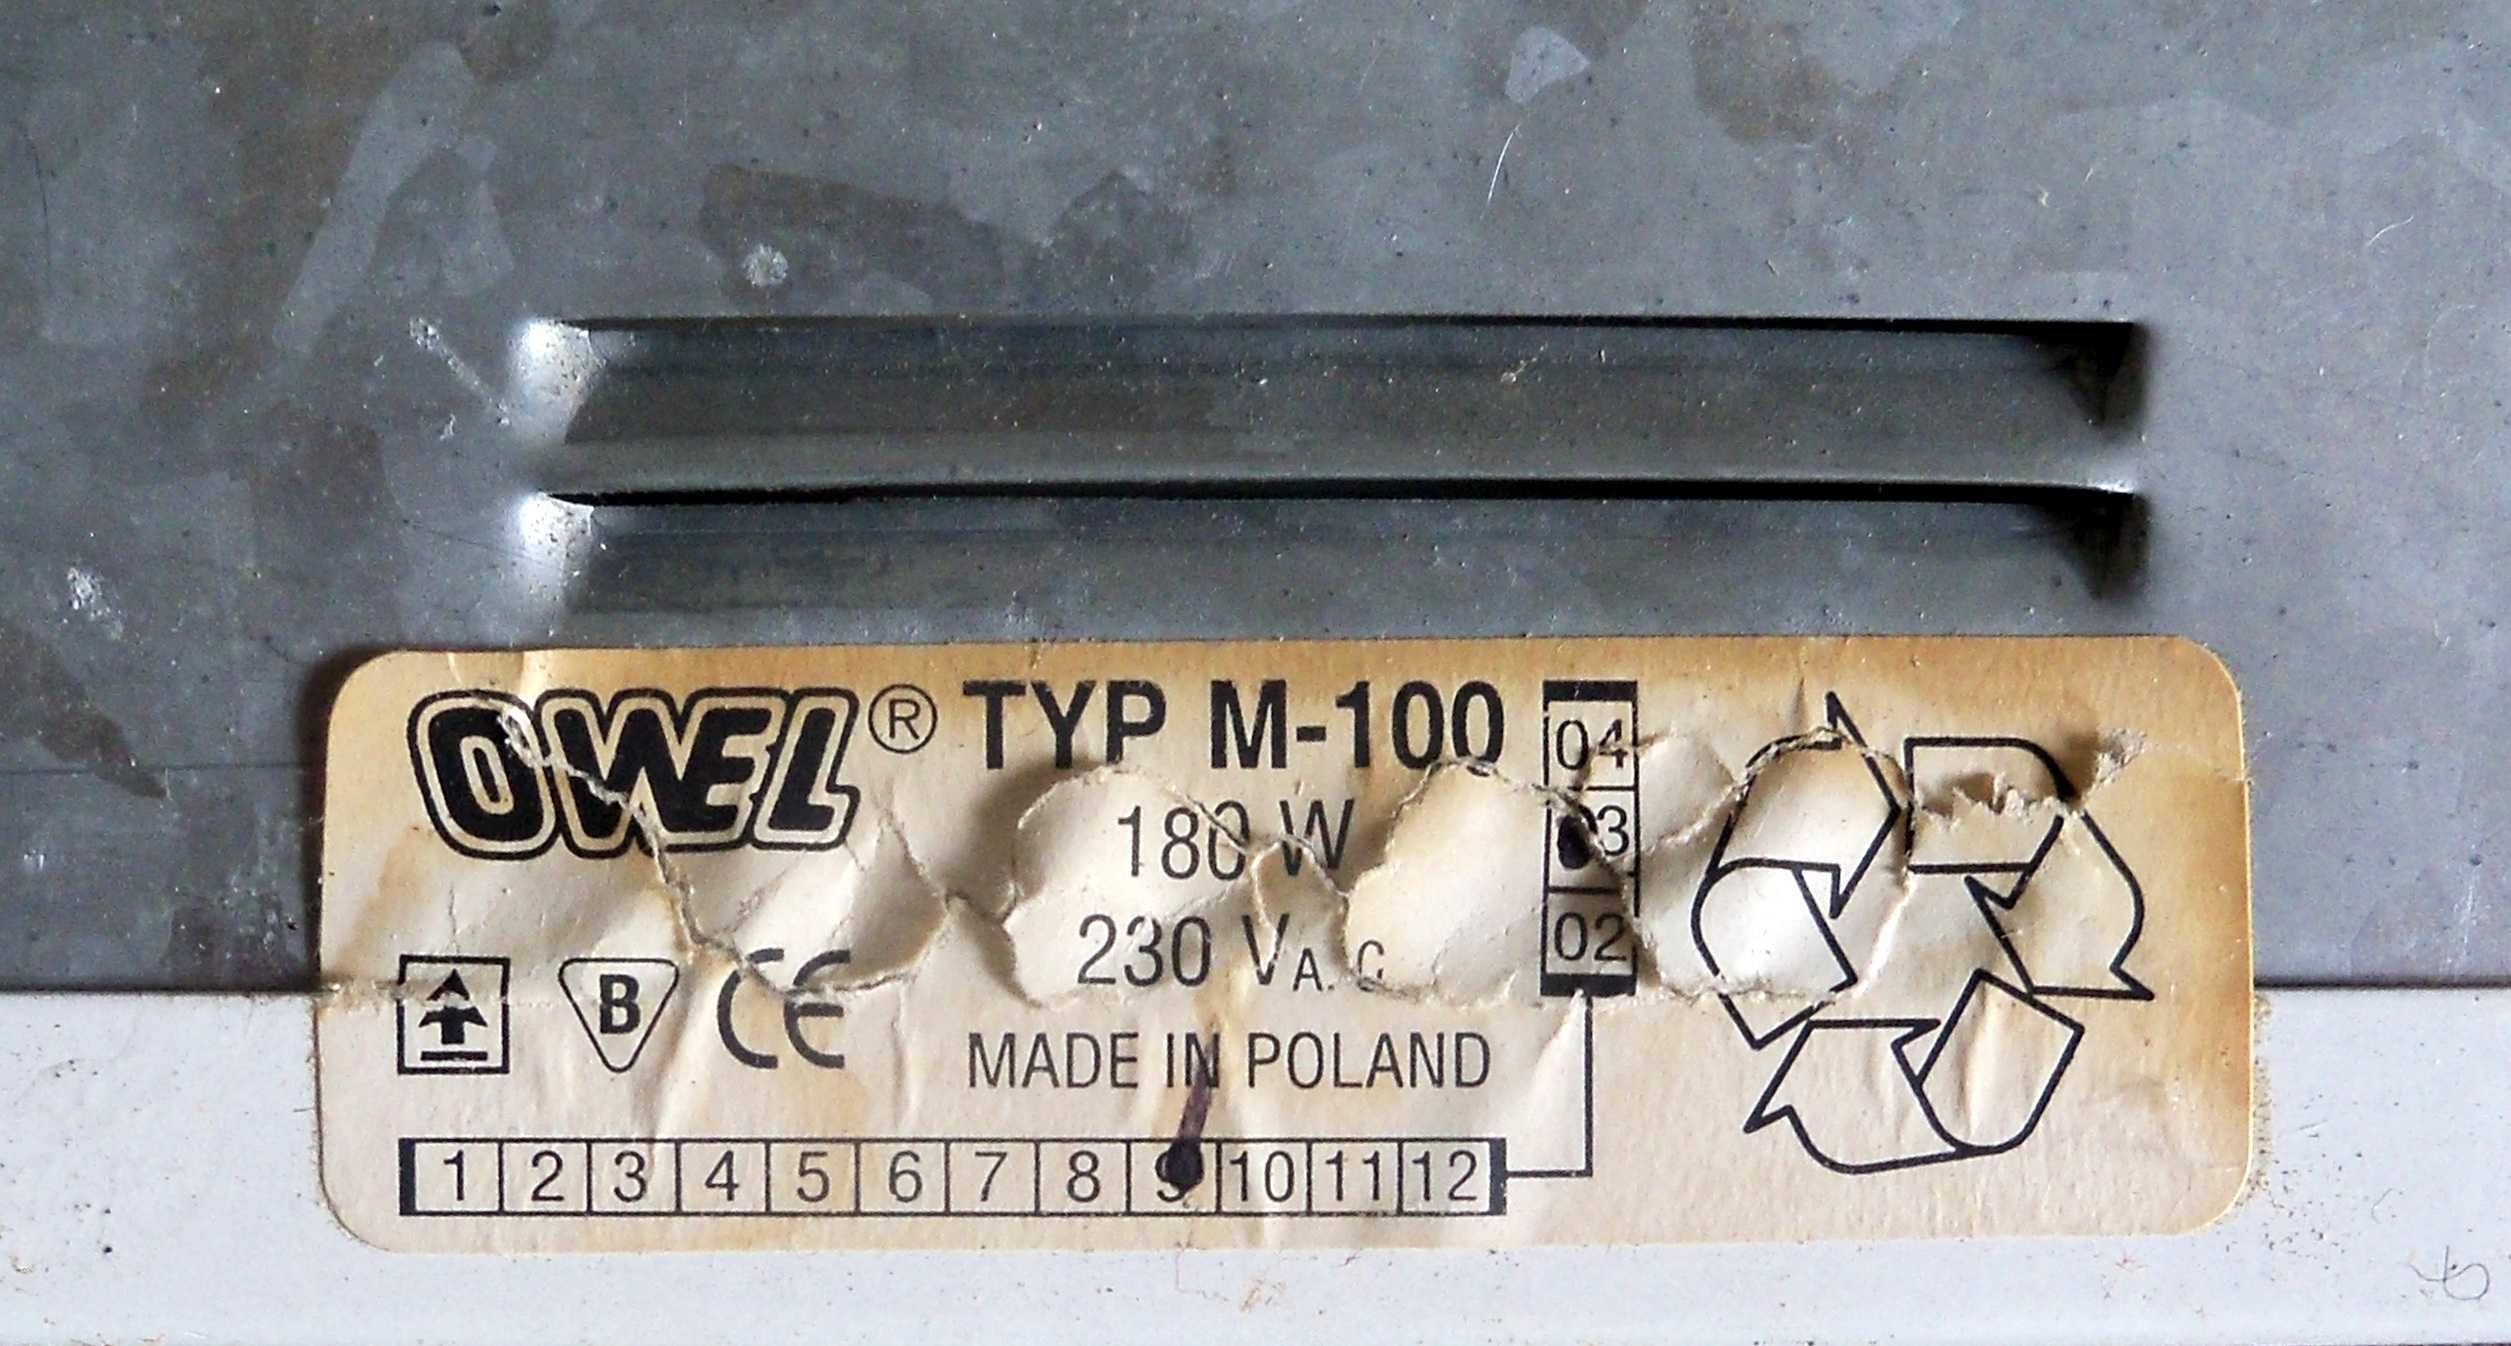 OWEL® TYP M-100
180 W
230 VA.C
04
03
02
B CE
MADE IN POLAND
1 2 3 4 5 6 7 8 9 10 11 12